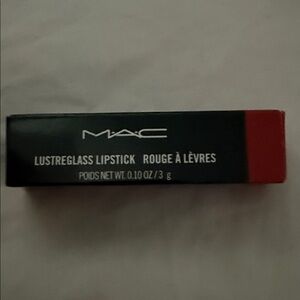 MAC
LUSTREGLASS LIPSTICK ROUGE À LÈVRES
POIDS NET WT. 0.10 OZ / 3 g